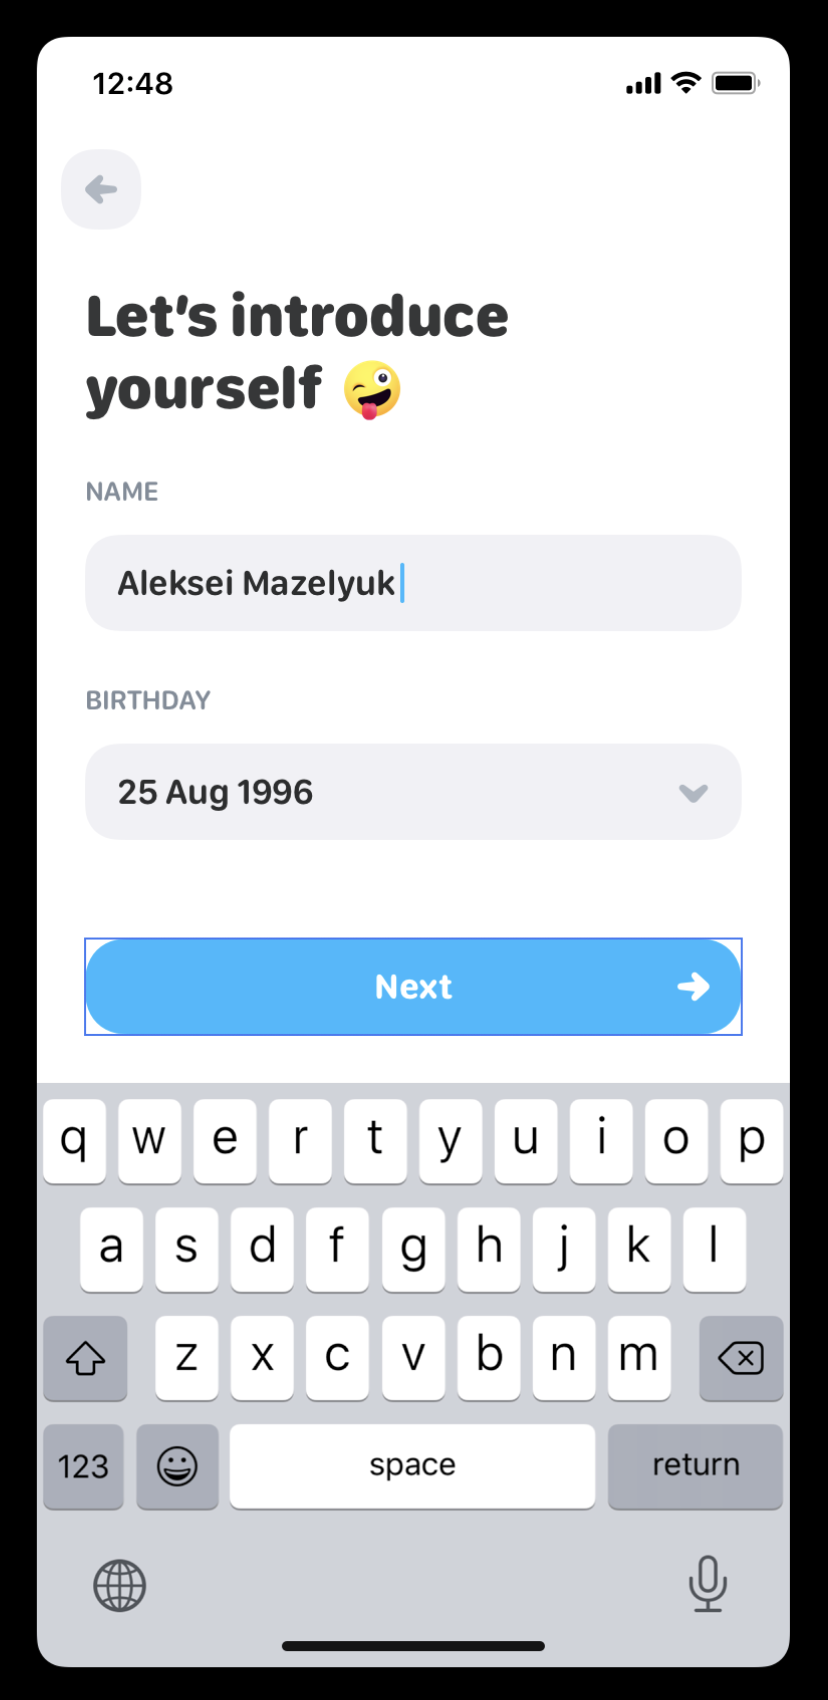 12:48
Let's introduce
yourself 🤪
NAME
Aleksei Mazelyuk
BIRTHDAY
25 Aug 1996
Next
q w e r t y u i o p
a s d f g h j k l
z x c v b n m
123 space return